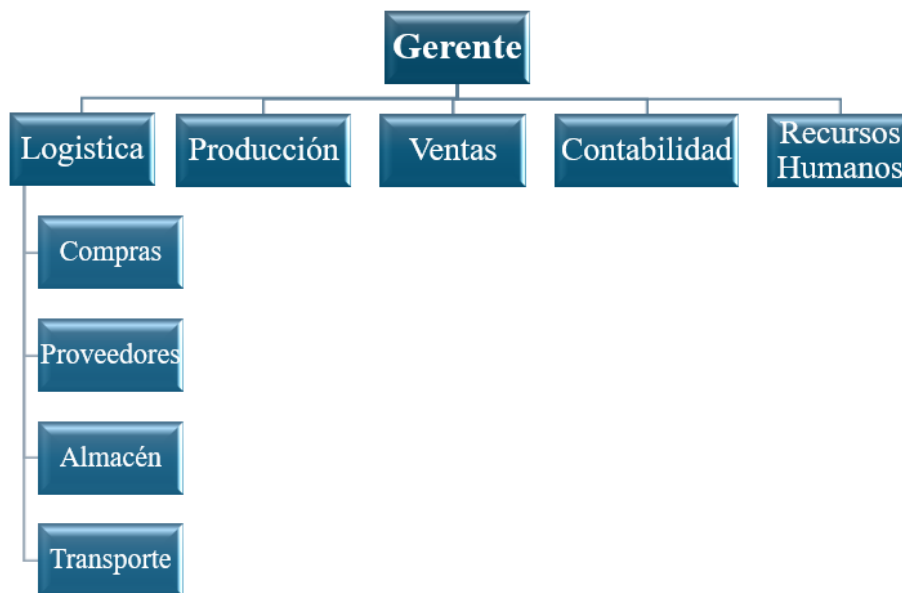 Gerente
Logistica
Producción
Ventas
Contabilidad
Recursos
Humanos
Compras
Proveedores
Almacén
Transporte